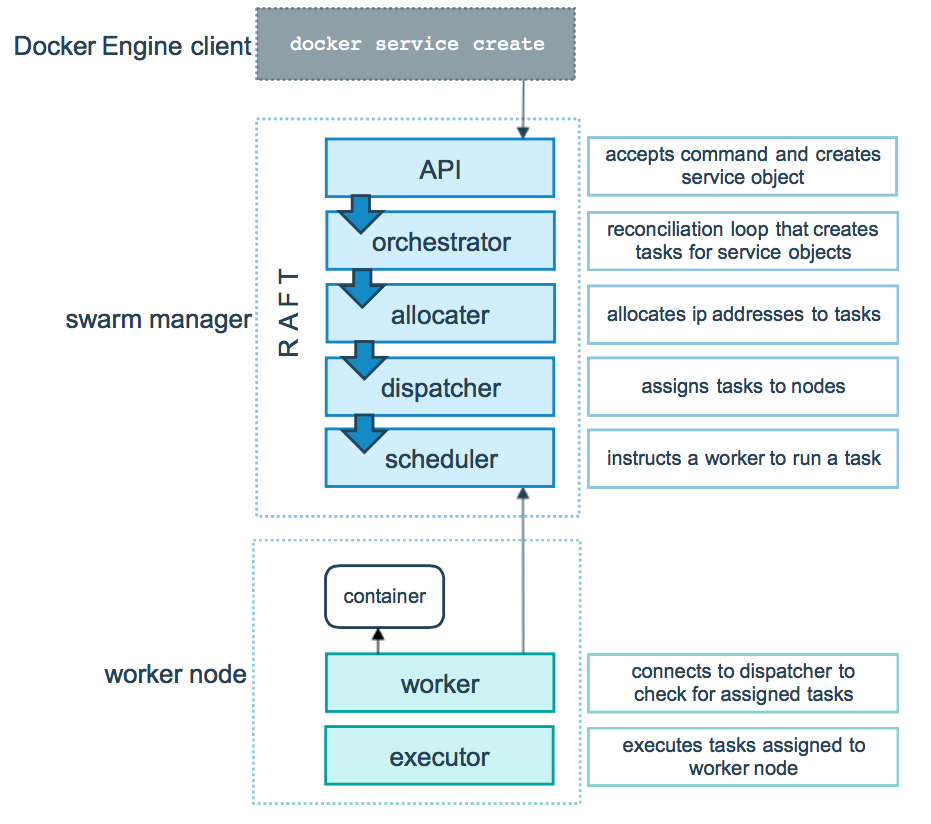 Docker Engine client
docker service create
swarm manager
RAFT
API
accepts command and creates
service object
orchestrator
reconciliation loop that creates
tasks for service objects
allocater
allocates ip addresses to tasks
dispatcher
assigns tasks to nodes
scheduler
instructs a worker to run a task
worker node
container
worker
connects to dispatcher to
check for assigned tasks
executor
executes tasks assigned to
worker node